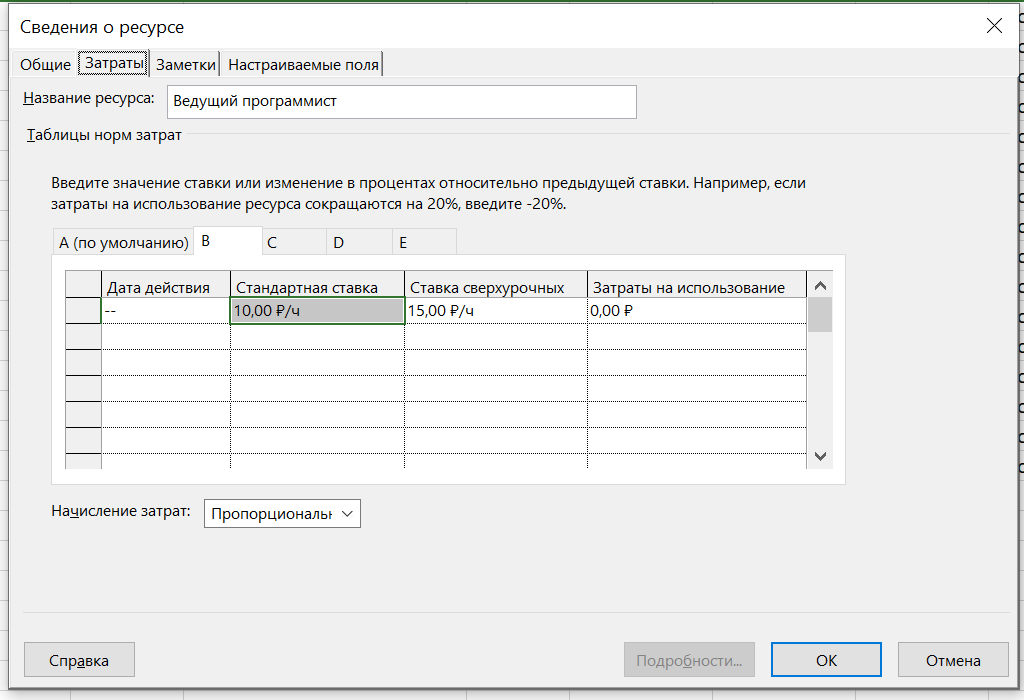 Сведения о ресурсе
Общие Затраты Заметки Настраиваемые поля
Название ресурса: Ведущий программист
Таблицы норм затрат
Введите значение ставки или изменение в процентах относительно предыдущей ставки. Например, если
затраты на использование ресурса сокращаются на 20%, введите -20%.
A (по умолчанию) B C D E
Дата действия Стандартная ставка Ставка сверхурочных Затраты на использование
-- 10,00 ₽/ч 15,00 ₽/ч 0,00 ₽
Начисление затрат: Пропорциональн
Справка Подробности... ОК Отмена